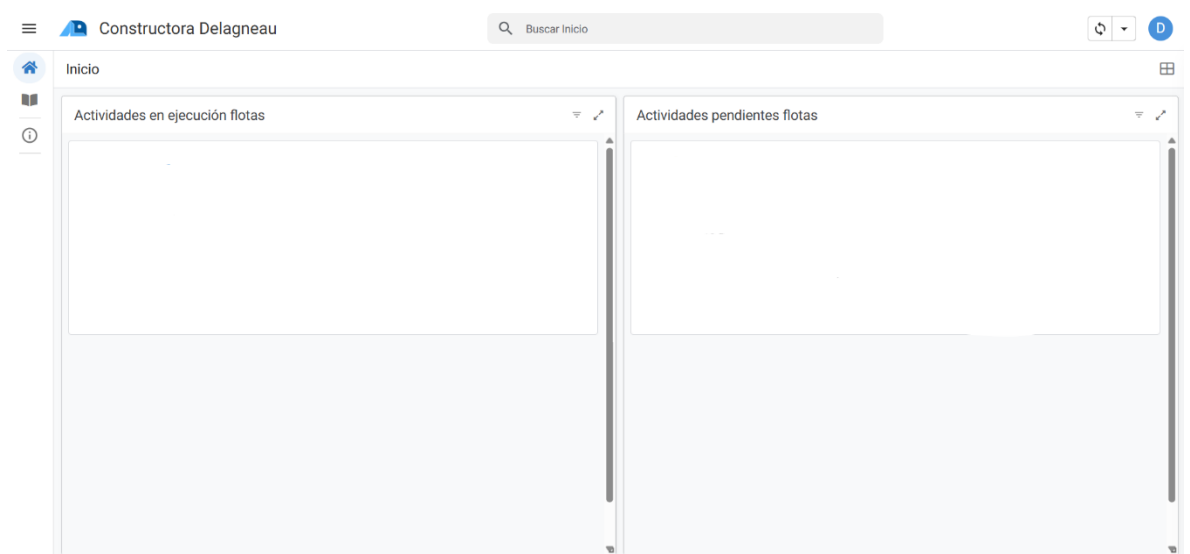 Constructora Delagneau
Buscar Inicio
D
Inicio
Actividades en ejecución flotas
Actividades pendientes flotas